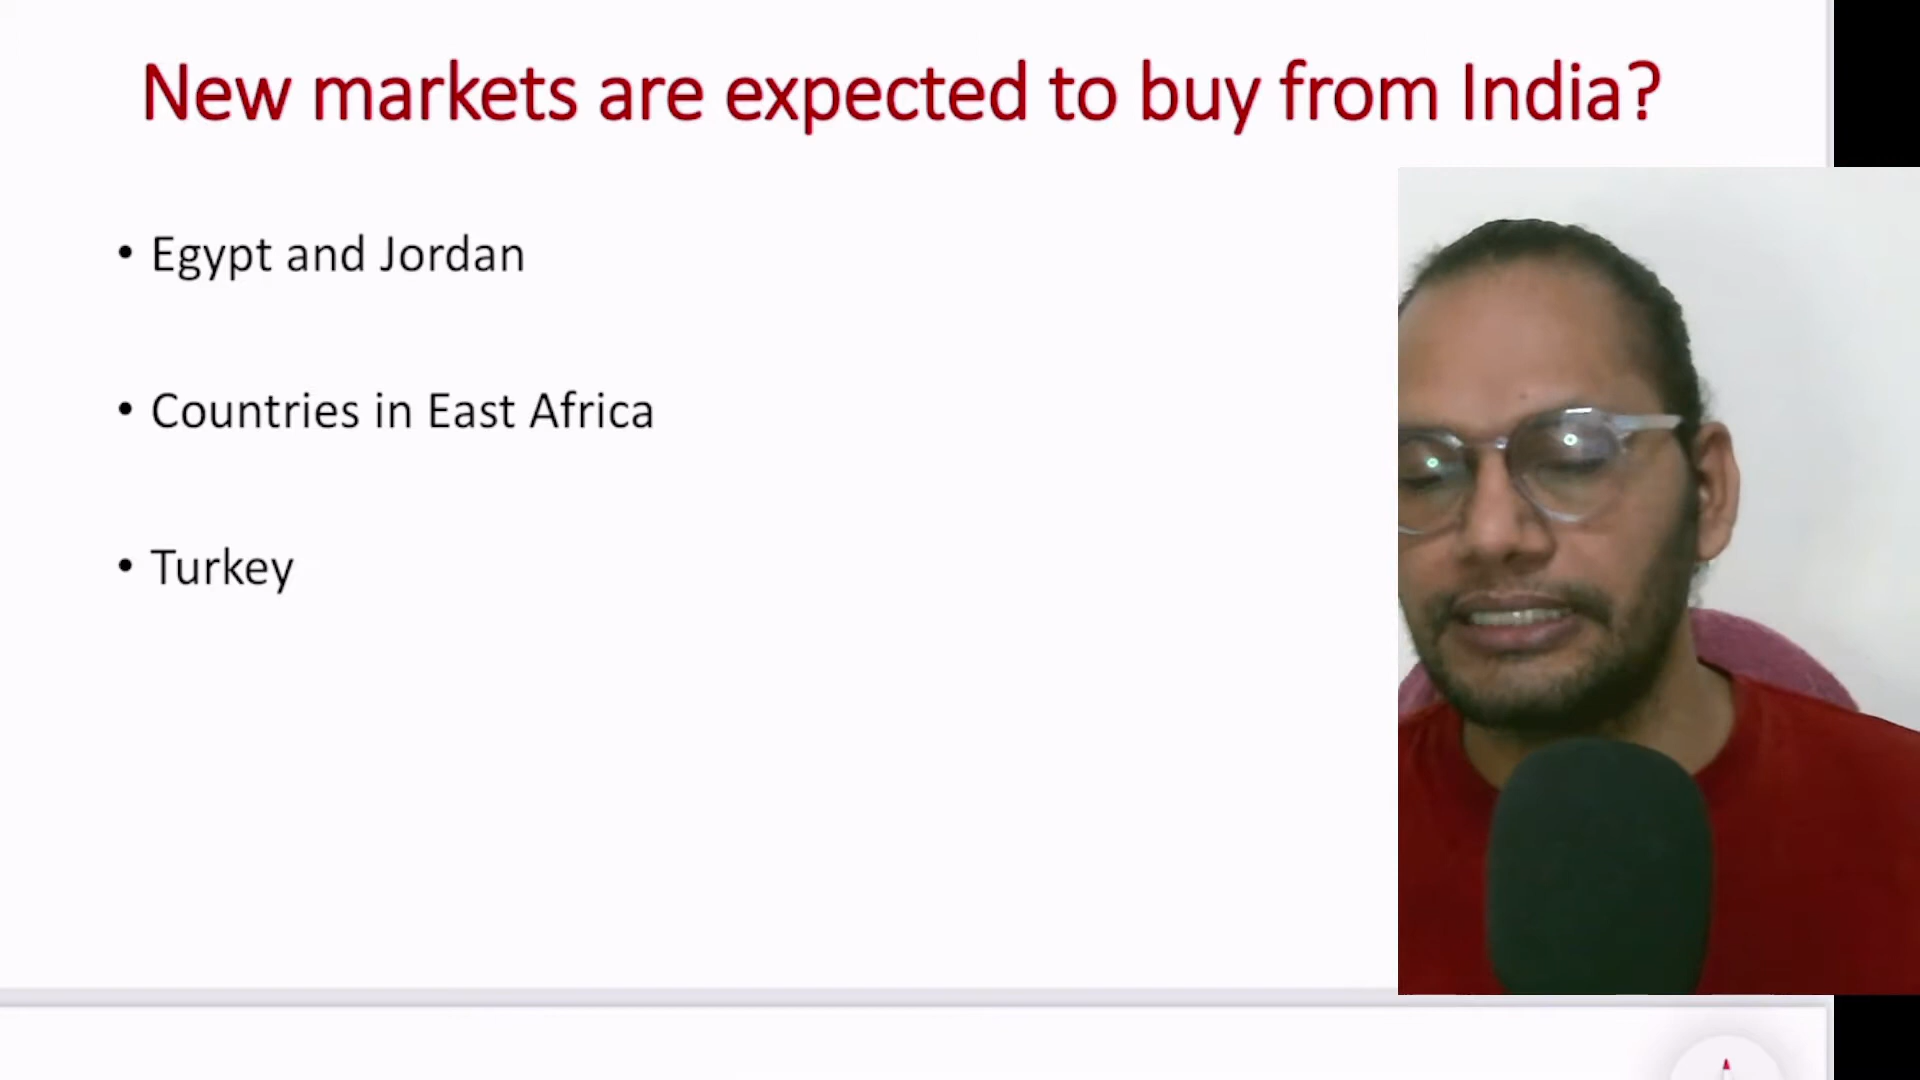 New markets are expected to buy from India?
• Egypt and Jordan
• Countries in East Africa
• Turkey